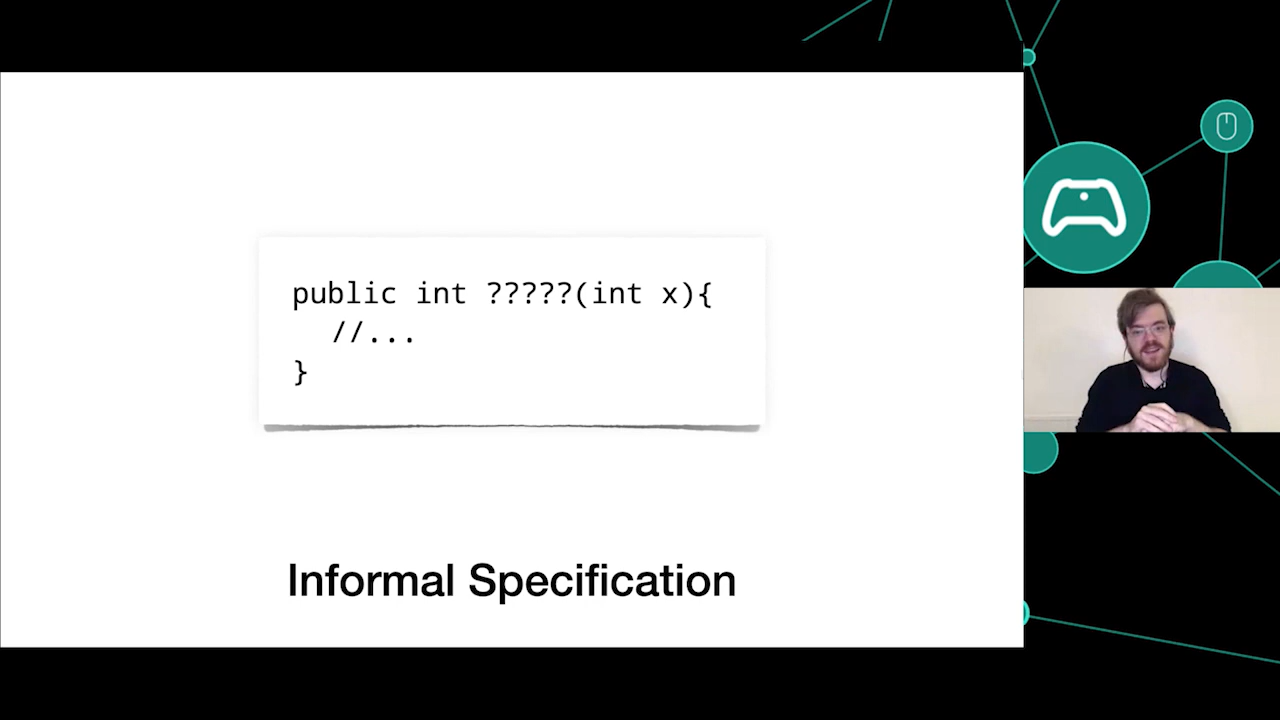 public int ?????(int x){
//...
}
Informal Specification